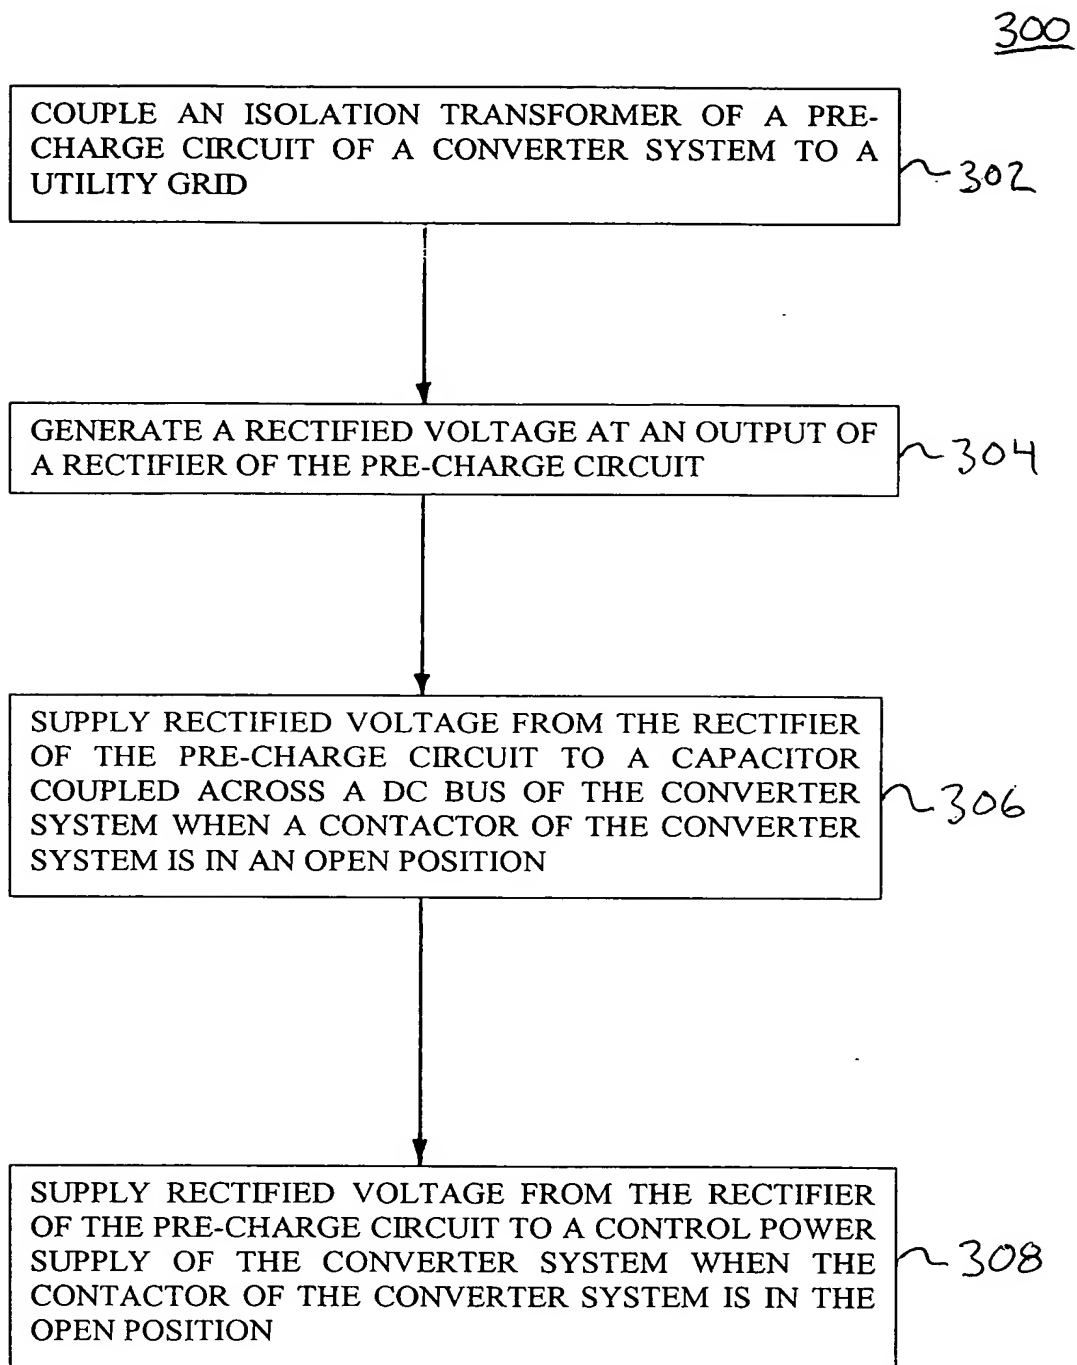 300
COUPLE AN ISOLATION TRANSFORMER OF A PRE-
CHARGE CIRCUIT OF A CONVERTER SYSTEM TO A
UTILITY GRID
302
GENERATE A RECTIFIED VOLTAGE AT AN OUTPUT OF
A RECTIFIER OF THE PRE-CHARGE CIRCUIT
304
SUPPLY RECTIFIED VOLTAGE FROM THE RECTIFIER
OF THE PRE-CHARGE CIRCUIT TO A CAPACITOR
COUPLED ACROSS A DC BUS OF THE CONVERTER
SYSTEM WHEN A CONTACTOR OF THE CONVERTER
SYSTEM IS IN AN OPEN POSITION
306
SUPPLY RECTIFIED VOLTAGE FROM THE RECTIFIER
OF THE PRE-CHARGE CIRCUIT TO A CONTROL POWER
SUPPLY OF THE CONVERTER SYSTEM WHEN THE
CONTACTOR OF THE CONVERTER SYSTEM IS IN THE
OPEN POSITION
308